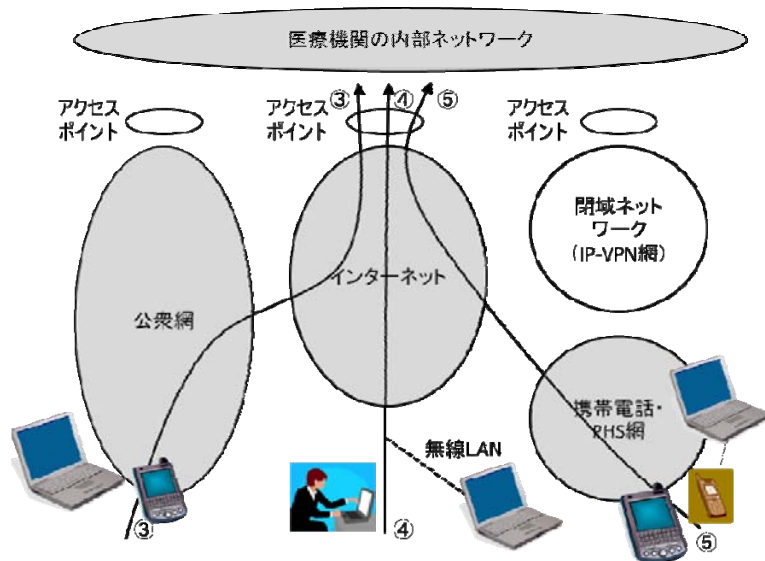 医療機関の内部ネットワーク
③
④
⑤
アクセス
ポイント
アクセス
ポイント
アクセス
ポイント
閉域ネット
ワーク
(IP-VPN網)
インターネット
公衆網
携帯電話・
PHS網
無線LAN
③
④
⑤